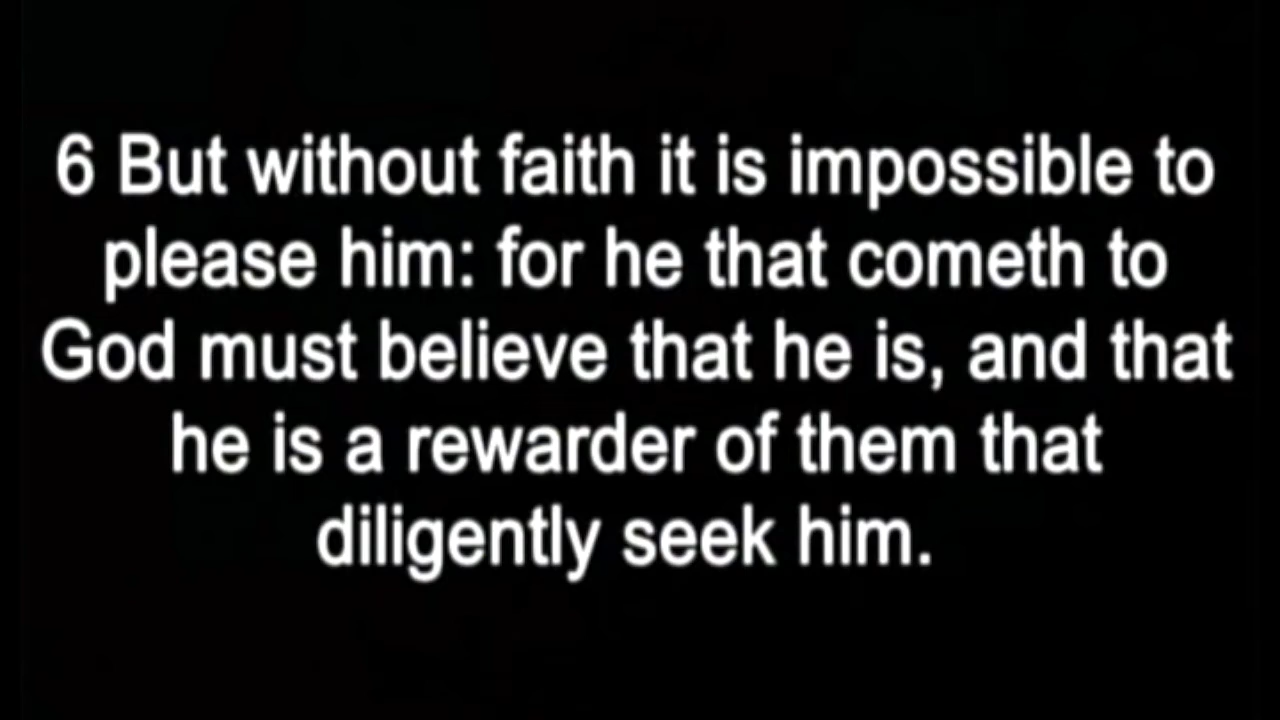 6 But without faith it is impossible to
please him: for he that cometh to
God must believe that he is, and that
he is a rewarder of them that
diligently seek him.